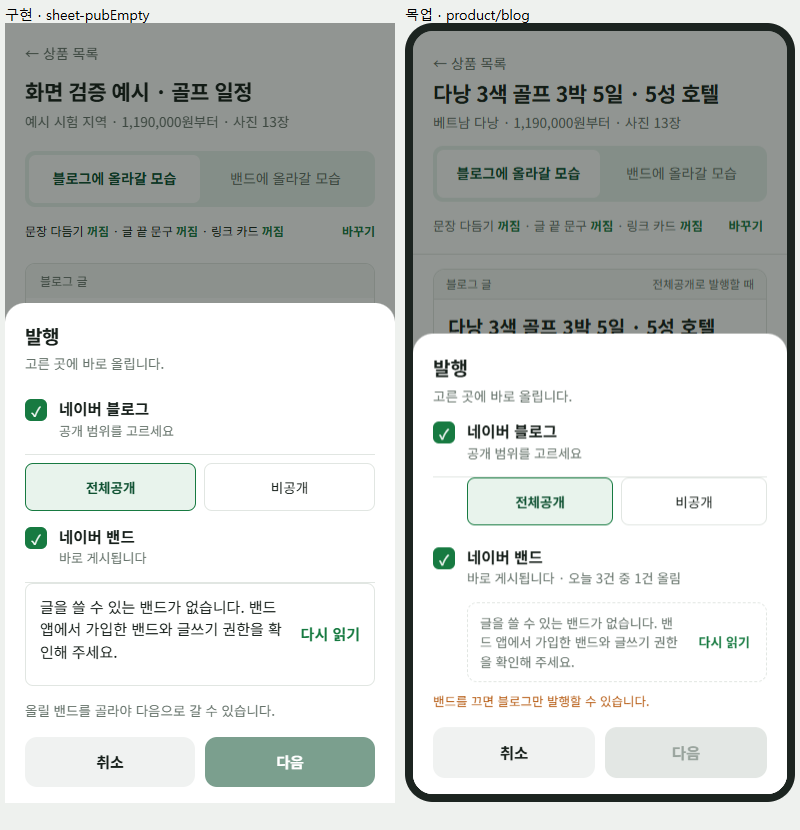 구현 · sheet-pubEmpty
← 상품 목록
화면 검증 예시 · 골프 일정
예시 시험 지역 · 1,190,000원부터 · 사진 13장
블로그에 올라갈 모습
밴드에 올라갈 모습
문장 다듬기 꺼짐 · 글 끝 문구 꺼짐 · 링크 카드 꺼짐
바꾸기
블로그 글
발행
고른 곳에 바로 올립니다.
네이버 블로그
공개 범위를 고르세요
전체공개
비공개
네이버 밴드
바로 게시됩니다
글을 쓸 수 있는 밴드가 없습니다. 밴드
앱에서 가입한 밴드와 글쓰기 권한을 확
인해 주세요.
다시 읽기
올릴 밴드를 골라야 다음으로 갈 수 있습니다.
취소
다음
목업 · product/blog
← 상품 목록
다낭 3색 골프 3박 5일 · 5성 호텔
베트남 다낭 · 1,190,000원부터 · 사진 13장
블로그에 올라갈 모습
밴드에 올라갈 모습
문장 다듬기 꺼짐 · 글 끝 문구 꺼짐 · 링크 카드 꺼짐
바꾸기
블로그 글
전체공개로 발행할 때
다낭 3색 골프 3박 5일 · 5성 호텔
발행
고른 곳에 바로 올립니다.
네이버 블로그
공개 범위를 고르세요
전체공개
비공개
네이버 밴드
바로 게시됩니다 · 오늘 3건 중 1건 올림
글을 쓸 수 있는 밴드가 없습니다. 밴
드 앱에서 가입한 밴드와 글쓰기 권한
을 확인해 주세요.
다시 읽기
밴드를 끄면 블로그만 발행할 수 있습니다.
취소
다음